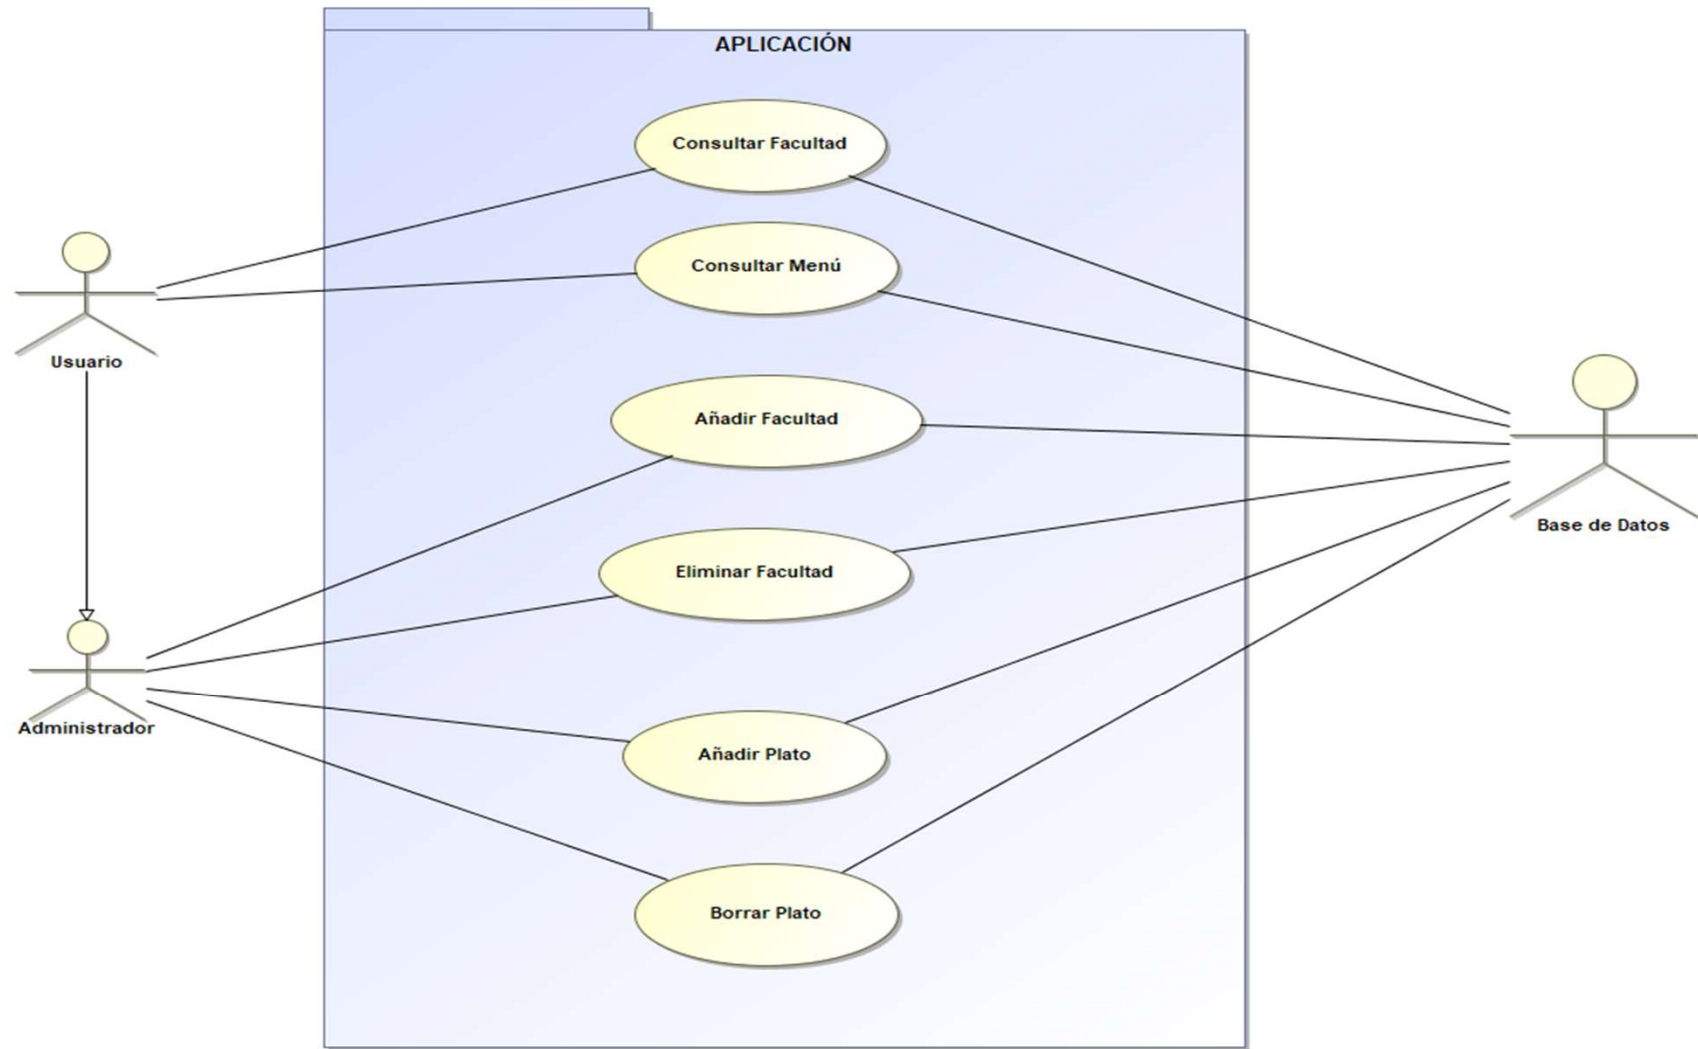 APLICACIÓN
Consultar Facultad
Consultar Menú
Usuario
Añadir Facultad
Base de Datos
Eliminar Facultad
Administrador
Añadir Plato
Borrar Plato